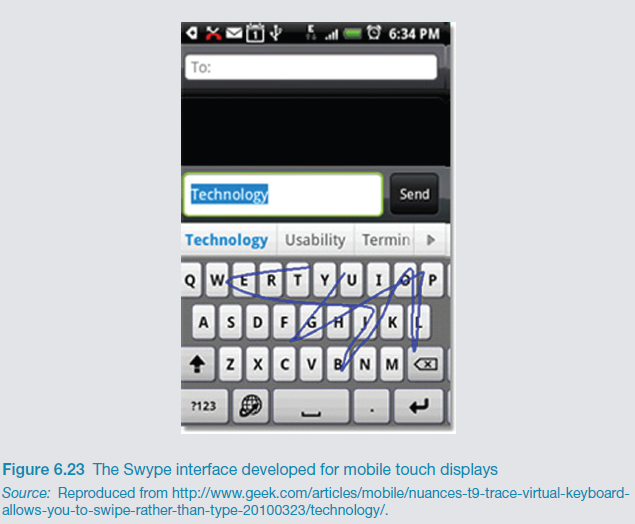 E
1
6:34 PM
To:
Technology
Send
Technology Usability Termin
Q W E R T Y U I O P
A S D F G H J K L
Z X C V B N M
?123 .
Figure 6.23 The Swype interface developed for mobile touch displays
Source: Reproduced from http://www.geek.com/articles/mobile/nuances-t9-trace-virtual-keyboard-
allows-you-to-swipe-rather-than-type-20100323/technology/.